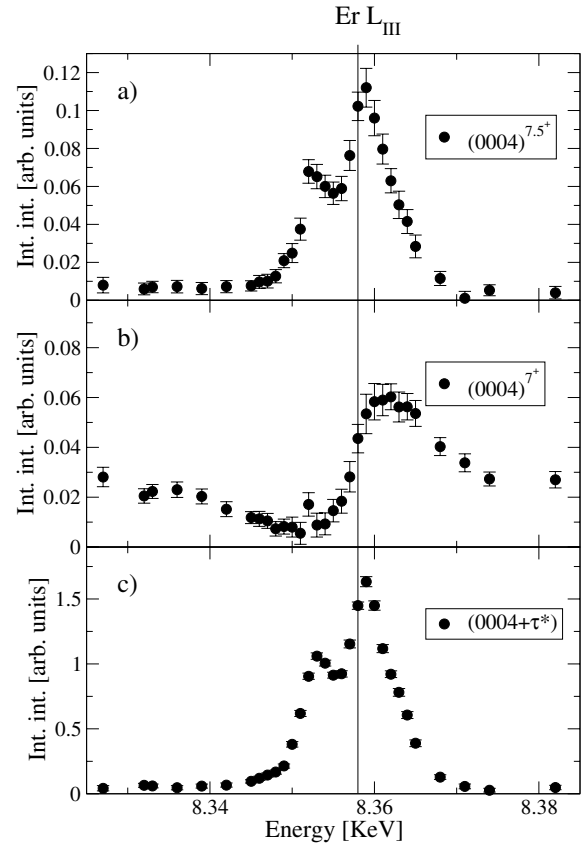 Er L_III
a)
0.12
0.1
0.08
0.06
0.04
0.02
0
Int. int. [arb. units]
(0004)^7.5+
b)
0.08
0.06
0.04
0.02
0
Int. int. [arb. units]
(0004)^7+
c)
1.5
1
0.5
0
Int. int. [arb. units]
(0004+τ*)
8.34 8.36 8.38
Energy [KeV]